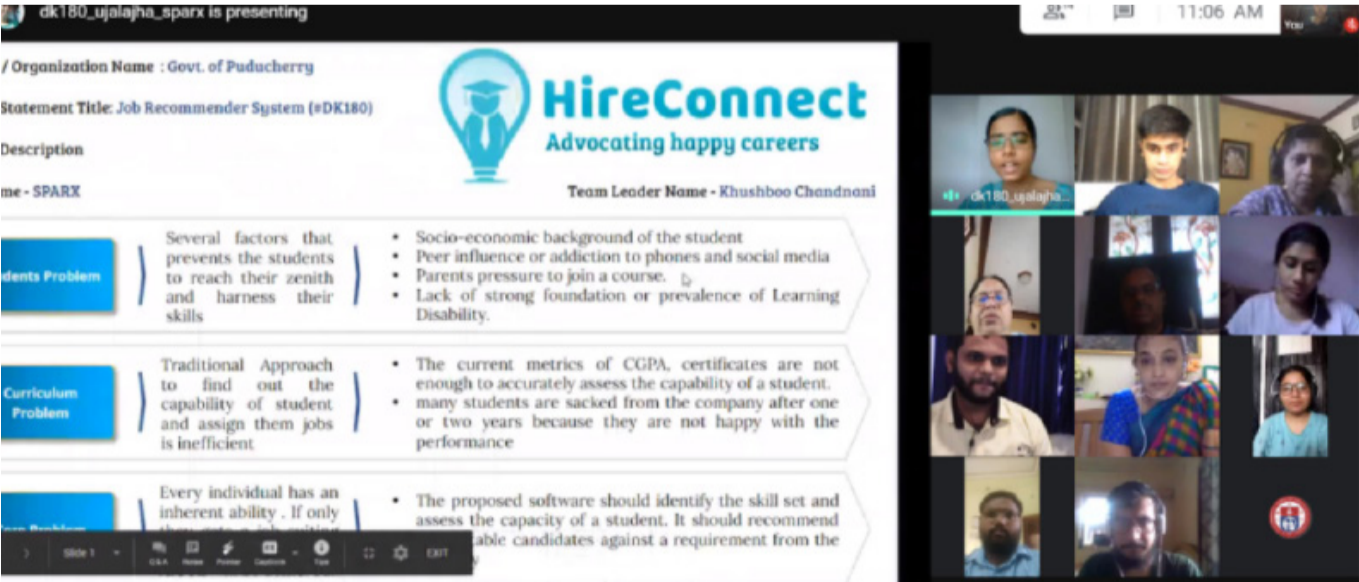 dk180_ujalajha_sparx is presenting
11:06 AM
You
/ Organization Name : Govt. of Puducherry
Statement Title: Job Recommender System (#DK180)
Description
me - SPARX
HireConnect
Advocating happy careers
Team Leader Name - Khushboo Chandnani
dents Problem
Several factors that
prevents the students
to reach their zenith
and harness their
skills
• Socio-economic background of the student
• Peer influence or addiction to phones and social media
• Parents pressure to join a course.
• Lack of strong foundation or prevalence of Learning
Disability.
Curriculum
Problem
Traditional Approach
to find out the
capability of student
and assign them jobs
is inefficient
• The current metrics of CGPA, certificates are not
enough to accurately assess the capability of a student.
• many students are sacked from the company after one
or two years because they are not happy with the
performance
Every individual has an
inherent ability . If only
• The proposed software should identify the skill set and
assess the capacity of a student. It should recommend
able candidates against a requirement from the
dk180_ujalajha...
Slide 1
Q&A
Notes
Pointer
Captions
Tips
EXIT